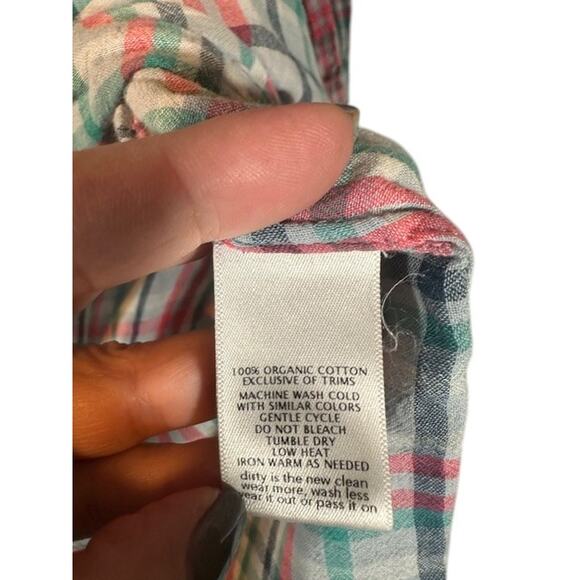 100% ORGANIC COTTON
EXCLUSIVE OF TRIMS
MACHINE WASH COLD
WITH SIMILAR COLORS
GENTLE CYCLE
DO NOT BLEACH
TUMBLE DRY
LOW HEAT
IRON WARM AS NEEDED
dirty is the new clean
wear more, wash less
wear it out or pass it on